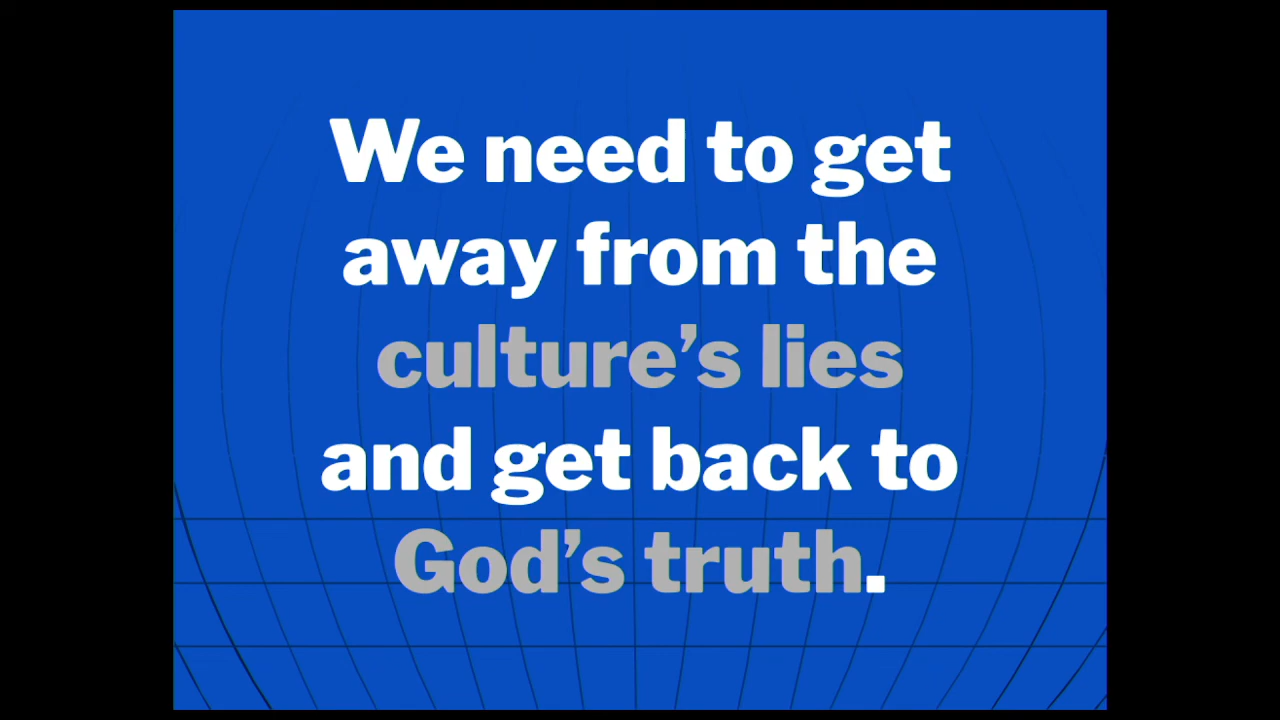 We need to get
away from the
culture’s lies
and get back to
God’s truth.